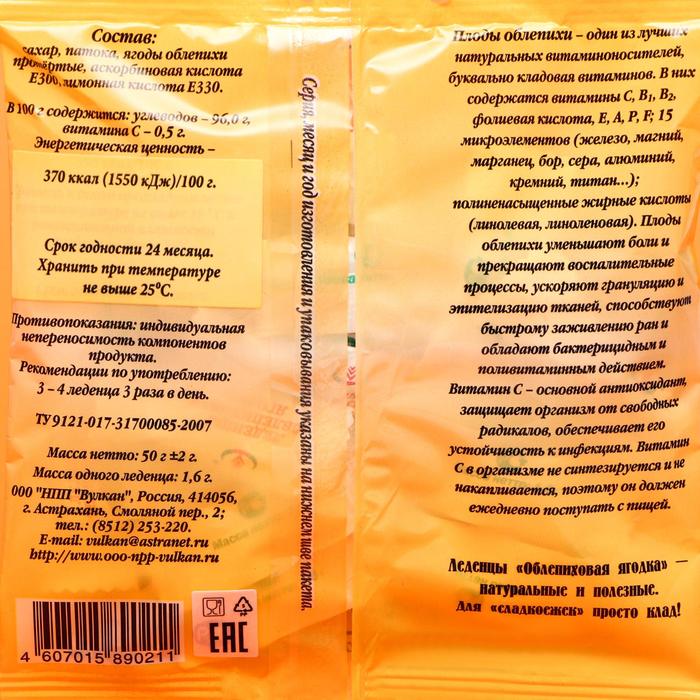 Состав:
сахар, патока, ягоды облепихи
протёртые, аскорбиновая кислота
Е300, лимонная кислота Е330.
В 100 г содержится: углеводов – 96,0 г,
витамина С – 0,5 г.
Энергетическая ценность –
370 ккал (1550 кДж)/100 г.
Срок годности 24 месяца.
Хранить при температуре
не выше 25⁰С.
Противопоказания: индивидуальная
непереносимость компонентов
продукта.
Рекомендации по употреблению:
3 – 4 леденца 3 раза в день.
ТУ 9121-017-31700085-2007
Масса нетто: 50 г ±2 г.
Масса одного леденца: 1,6 г.
ООО "НПП "Вулкан", Россия, 414056,
г. Астрахань, Смоляной пер., 2;
тел.: (8512) 253-220.
E-mail: vulkan@astranet.ru
http://www.ooo-npp-vulkan.ru
4 607015 890211
EAC
Серия, месяц и год изготовления и упаковывания указаны на нижнем шве пакета.
Плоды облепихи – один из лучших
натуральных витаминоносителей,
буквально кладовая витаминов. В них
содержатся витамины С, В₁, В₂,
фолиевая кислота, Е, А, Р, F; 15
микроэлементов (железо, магний,
марганец, бор, сера, алюминий,
кремний, титан...);
полиненасыщенные жирные кислоты
(линолевая, линоленовая). Плоды
облепихи уменьшают боли и
прекращают воспалительные
процессы, ускоряют грануляцию и
эпителизацию тканей, способствуют
быстрому заживлению ран и
обладают бактерицидным и
поливитаминным действием.
Витамин С – основной антиоксидант,
защищает организм от свободных
радикалов, обеспечивает его
устойчивость к инфекциям. Витамин
С в организме не синтезируется и не
накапливается, поэтому он должен
ежедневно поступать с пищей.
Леденцы «Облепиховая ягодка» –
натуральные и полезные.
Для «сладкоежек» просто клад!